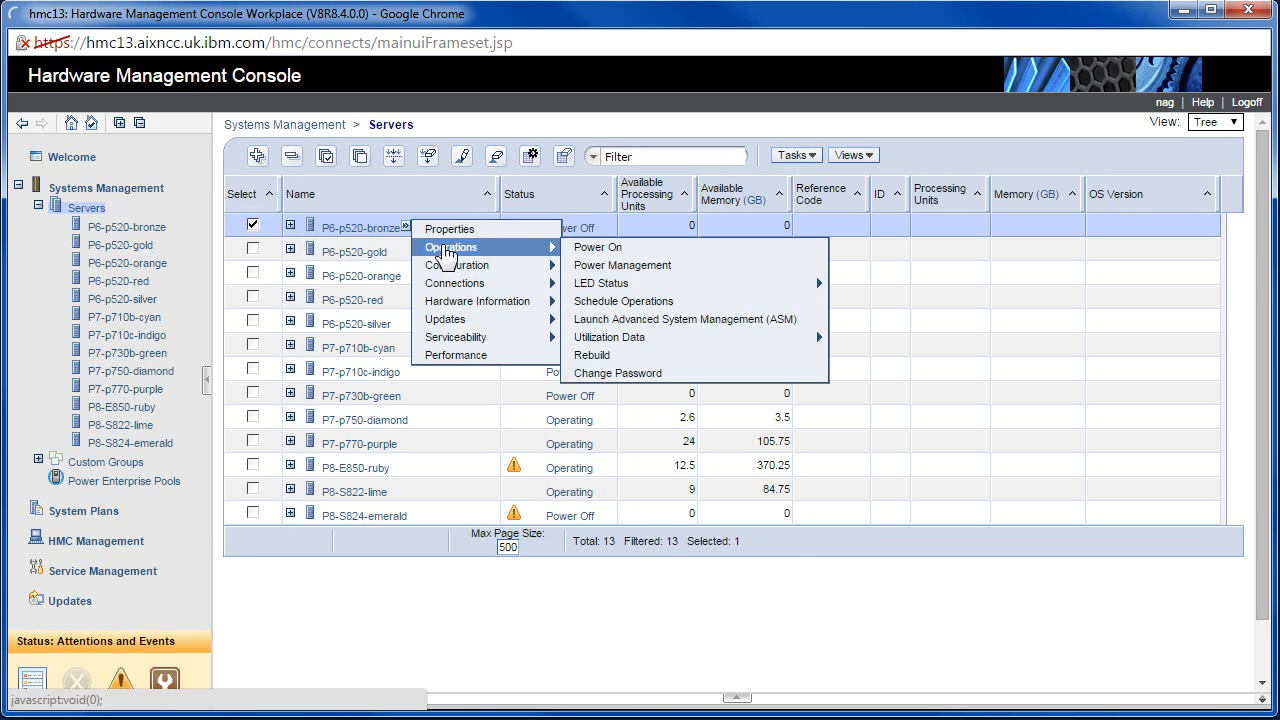 hmc13: Hardware Management Console Workplace (V8R8.4.0.0) - Google Chrome
https://hmc13.aixncc.uk.ibm.com/hmc/connects/mainuiFrameset.jsp
Hardware Management Console
nag | Help | Logoff
Systems Management > Servers
View: Tree
Filter
Tasks
Views
Welcome
Systems Management
Servers
P6-p520-bronze
P6-p520-gold
P6-p520-orange
P6-p520-red
P6-p520-silver
P7-p710b-cyan
P7-p710c-indigo
P7-p730b-green
P7-p750-diamond
P7-p770-purple
P8-E850-ruby
P8-S822-lime
P8-S824-emerald
Custom Groups
Power Enterprise Pools
System Plans
HMC Management
Service Management
Updates
Status: Attentions and Events
javascript:void(0);
Select Name Status Available Processing Units Available Memory (GB) Reference Code ID Processing Units Memory (GB) OS Version
P6-p520-bronze wer Off 0 0
P6-p520-gold
P6-p520-orange
P6-p520-red
P6-p520-silver
P7-p710b-cyan
P7-p710c-indigo
P7-p730b-green Power Off 0 0
P7-p750-diamond Operating 2.6 3.5
P7-p770-purple Operating 24 105.75
P8-E850-ruby Operating 12.5 370.25
P8-S822-lime Operating 9 84.75
P8-S824-emerald Power Off 0 0
Max Page Size:
500
Total: 13 Filtered: 13 Selected: 1
Properties
Operations
Connections
Hardware Information
Updates
Serviceability
Performance
Power On
Power Management
LED Status
Schedule Operations
Launch Advanced System Management (ASM)
Utilization Data
Rebuild
Change Password